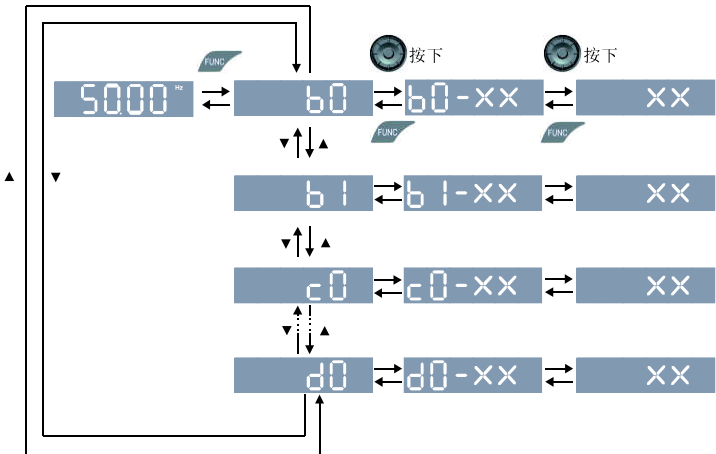 FUNC
按下
按下
50.00 Hz
b0
b0-XX
XX
▼ ▲
FUNC
FUNC
▲ ▼
b1
b1-XX
XX
▼ ▲
c0
c0-XX
XX
▼ ▲
d0
d0-XX
XX